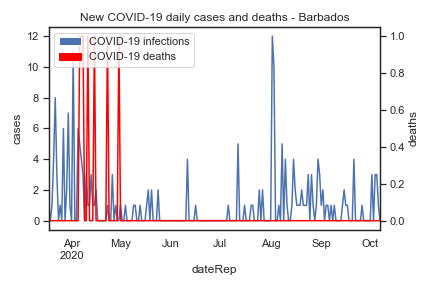 New COVID-19 daily cases and deaths - Barbados
COVID-19 infections
COVID-19 deaths
12
10
8
6
4
2
0
cases
1.0
0.8
0.6
0.4
0.2
0.0
deaths
Apr May Jun Jul Aug Sep Oct
2020
dateRep